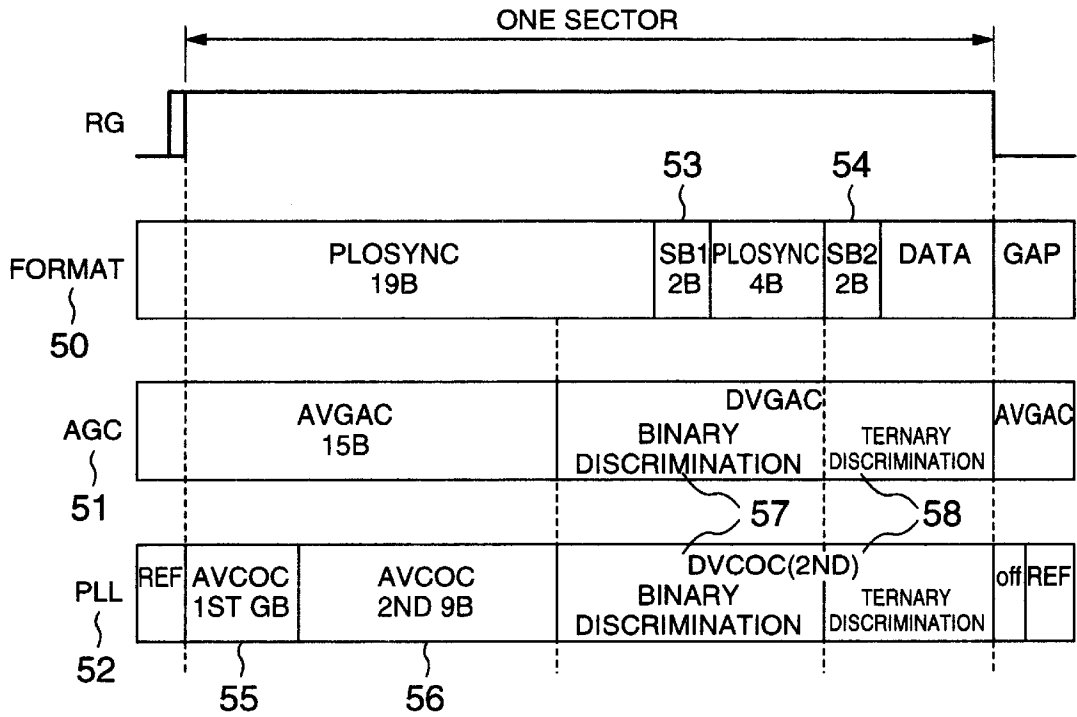 ONE SECTOR
RG
53
54
FORMAT
50
PLOSYNC
19B
SB1
2B
PLOSYNC
4B
SB2
2B
DATA
GAP
AGC
51
AVGAC
15B
DVGAC
BINARY
DISCRIMINATION
TERNARY
DISCRIMINATION
AVGAC
57
58
PLL
52
REF
AVCOC
1ST GB
AVCOC
2ND 9B
DVCOC(2ND)
BINARY
DISCRIMINATION
TERNARY
DISCRIMINATION
off
REF
55
56